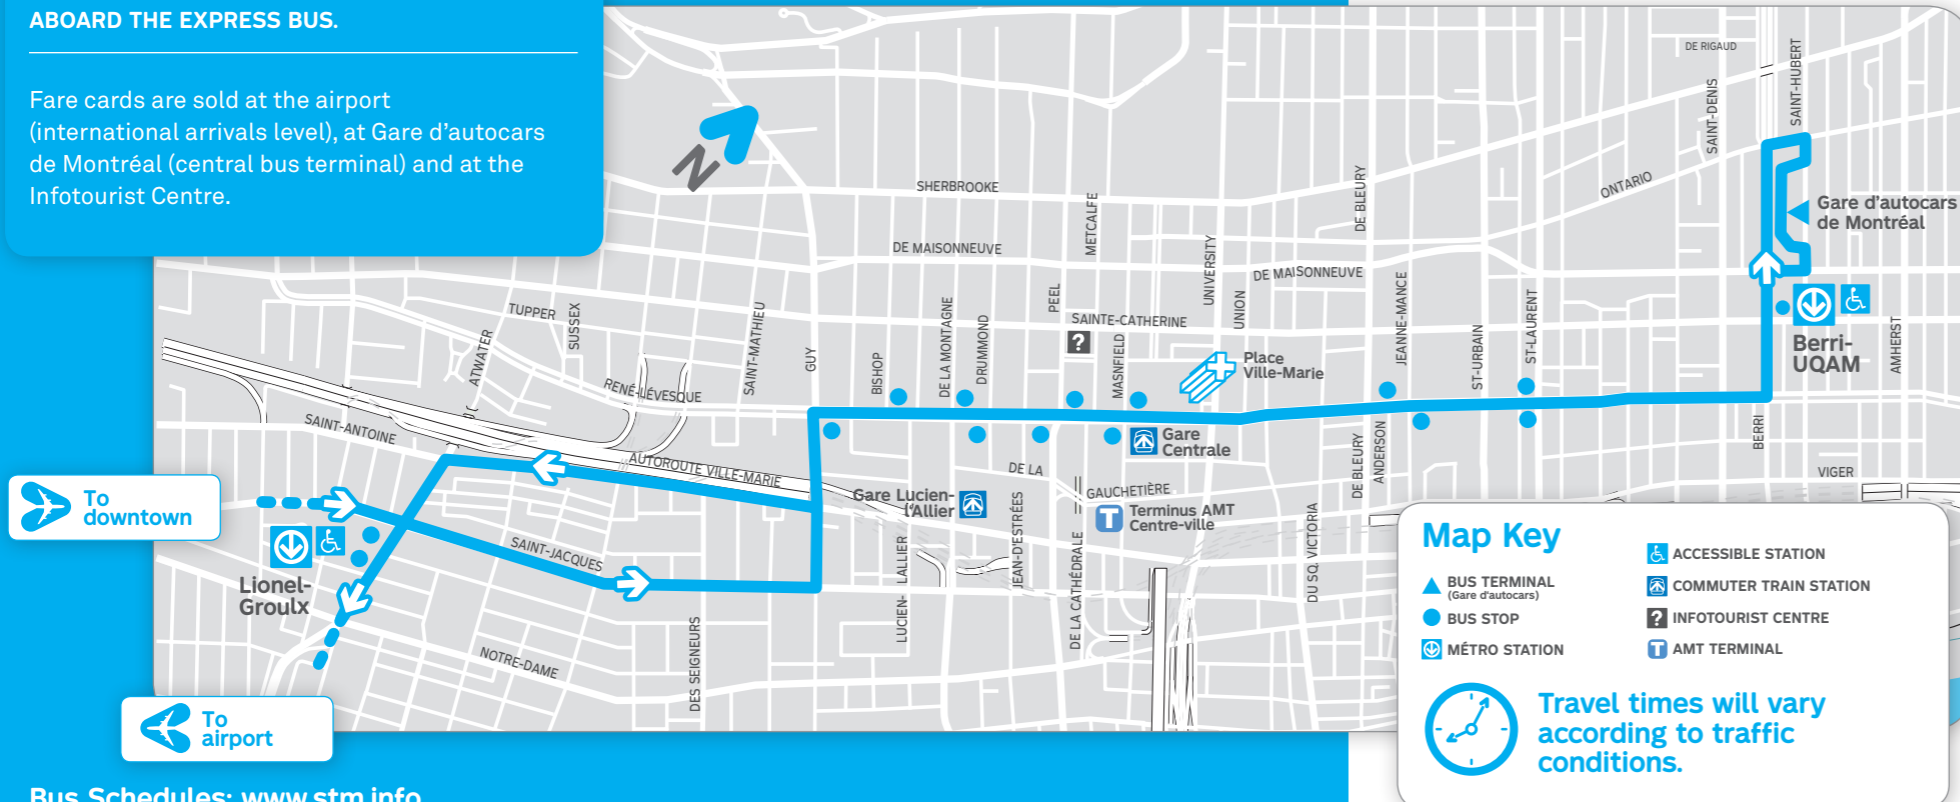 ABOARD THE EXPRESS BUS.
Fare cards are sold at the airport
(international arrivals level), at Gare d'autocars
de Montréal (central bus terminal) and at the
Infotourist Centre.
N
DE RIGAUD
SAINT-DENIS
SAINT-HUBERT
SHERBROOKE
METCALFE
DE BLEURY
ONTARIO
Gare d'autocars
de Montréal
DE MAISONNEUVE
UNIVERSITY
DE MAISONNEUVE
TUPPER
SUSSEX
ATWATER
SAINT-MATHIEU
GUY
BISHOP
DE LA MONTAGNE
DRUMMOND
PEEL
SAINTE-CATHERINE
?
MASNFIELD
UNION
Place
Ville-Marie
JEANNE-MANCE
ST-URBAIN
ST-LAURENT
Berri-
UQAM
AMHERST
RENÉ-LÉVESQUE
SAINT-ANTOINE
AUTOROUTE VILLE-MARIE
Gare
Centrale
DE BLEURY
ANDERSON
BERRI
VIGER
DE LA
GAUCHETIÈRE
Gare Lucien-
l'Allier
T
Terminus AMT
Centre-ville
To
downtown
SAINT-JACQUES
Lionel-
Groulx
LUCIEN- LALLIER
JEAN-D'ESTRÉES
DE LA CATHÉDRALE
DU SQ. VICTORIA
NOTRE-DAME
DES SEIGNEURS
To
airport
Map Key
BUS TERMINAL
(Gare d'autocars)
BUS STOP
MÉTRO STATION
ACCESSIBLE STATION
COMMUTER TRAIN STATION
? INFOTOURIST CENTRE
T AMT TERMINAL
Travel times will vary
according to traffic
conditions.
Bus Schedules: www.stm.info